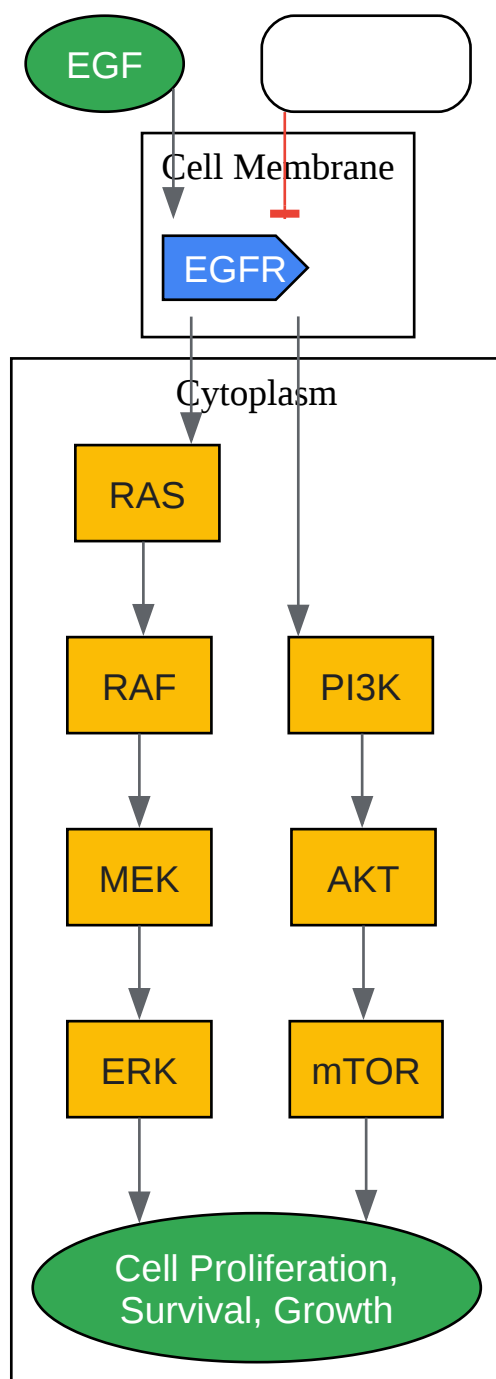 EGF
Cell Membrane
EGFR
Cytoplasm
RAS
RAF
PI3K
MEK
AKT
ERK
mTOR
Cell Proliferation,
Survival, Growth